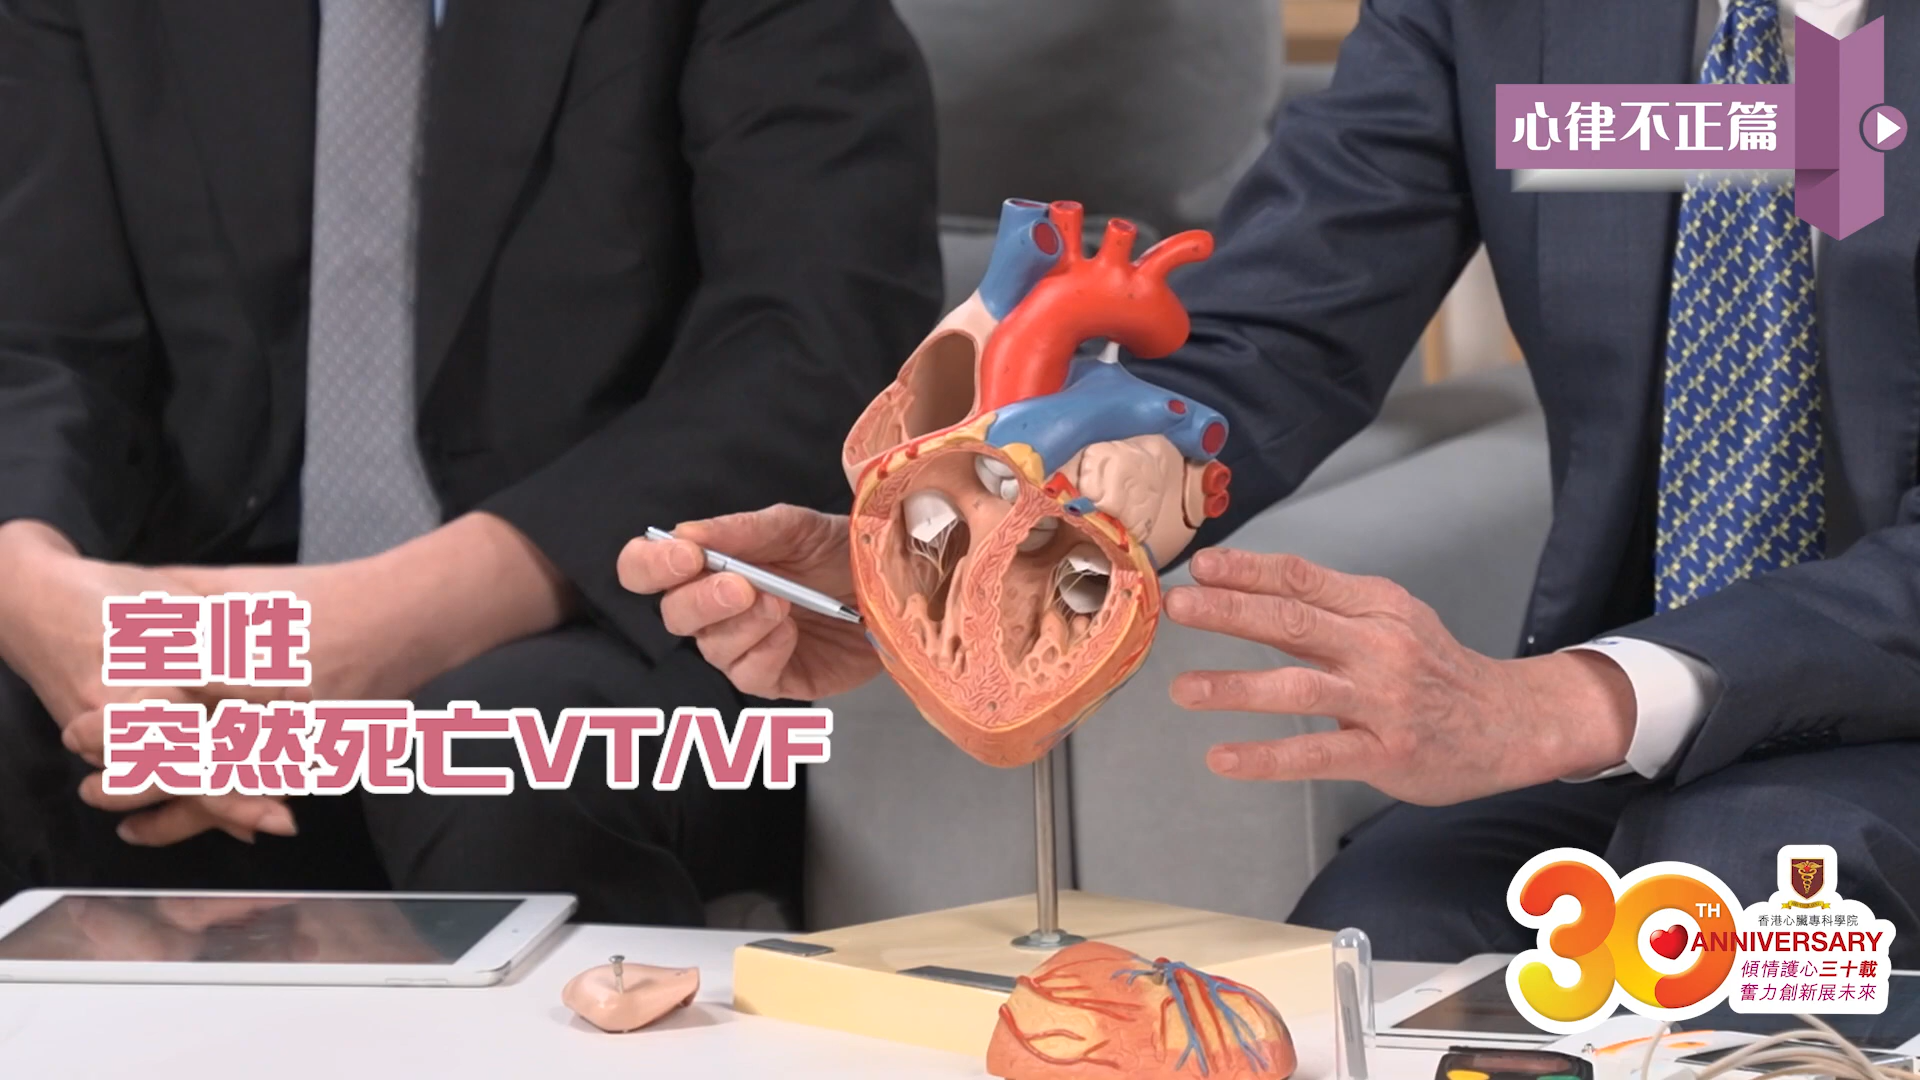 心律不正篇
室性
突然死亡VT/VF
30TH
香港心臟專科學院
ANNIVERSARY
傾情護心三十載
奮力創新展未來